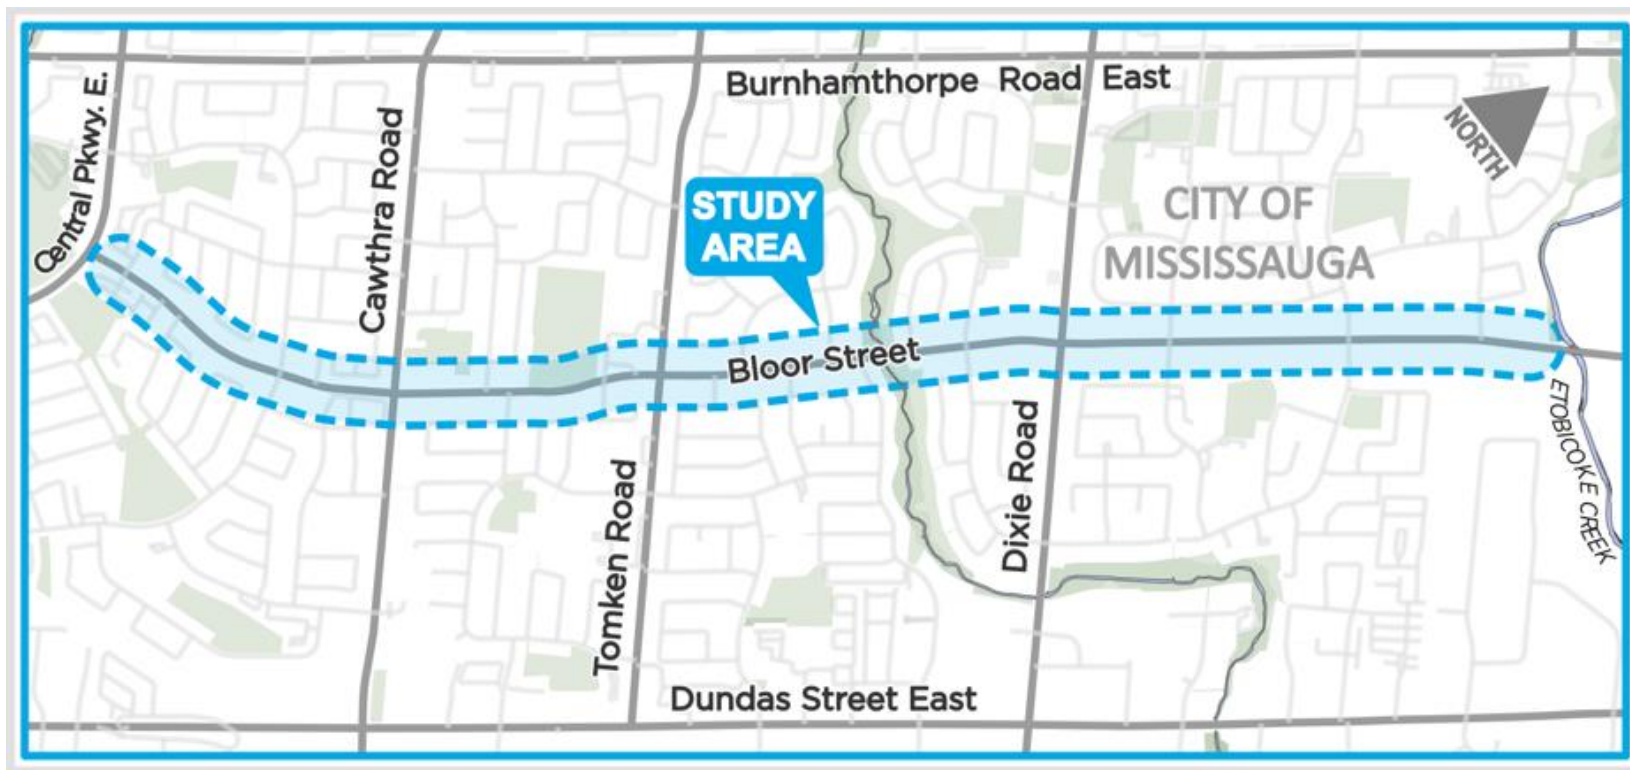 Burnhamthorpe Road East
Central Pkwy. E.
Cawthra Road
NORTH
STUDY
AREA
CITY OF
MISSISSAUGA
Bloor Street
ETOBICOKE CREEK
Dixie Road
Tomken Road
Dundas Street East